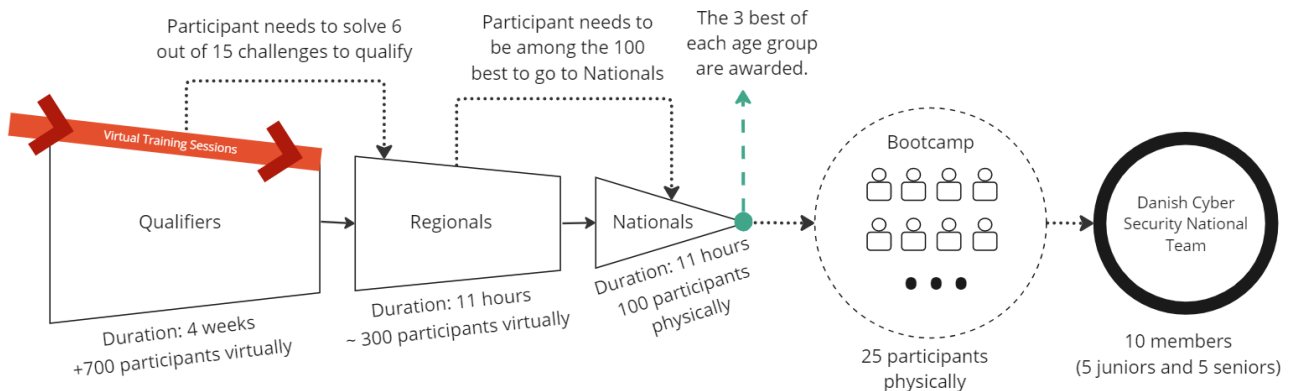 Participant needs to solve 6
out of 15 challenges to qualify
Participant needs to
be among the 100
best to go to Nationals
The 3 best of
each age group
are awarded.
Virtual Training Sessions
Qualifiers
Regionals
Nationals
Bootcamp
Danish Cyber
Security National
Team
Duration: 4 weeks
+700 participants virtually
Duration: 11 hours
~ 300 participants virtually
Duration: 11 hours
100 participants
physically
25 participants
physically
10 members
(5 juniors and 5 seniors)